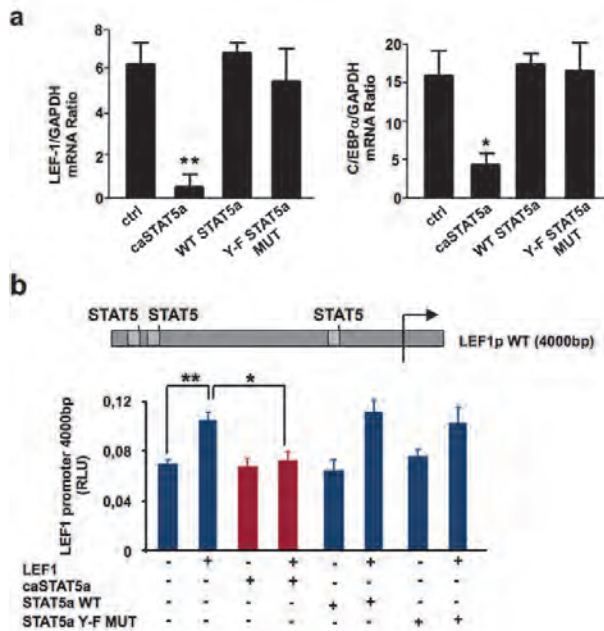 a
LEF-1/GAPDH
mRNA Ratio
8
6
4
2
0
**
ctrl
caSTAT5a
WT STAT5a
Y-F STAT5a
MUT
C/EBPα/GAPDH
mRNA Ratio
20
15
10
5
0
*
ctrl
caSTAT5a
WT STAT5a
Y-F STAT5a
MUT
b
STAT5 STAT5 STAT5
LEF1p WT (4000bp)
** *
LEF1 promoter 4000bp
(RLU)
0,12
0,08
0,04
0
LEF1 - + - + - + - +
caSTAT5a - - + + - - - -
STAT5a WT - - - - + + - -
STAT5a Y-F MUT - - - - - - + +